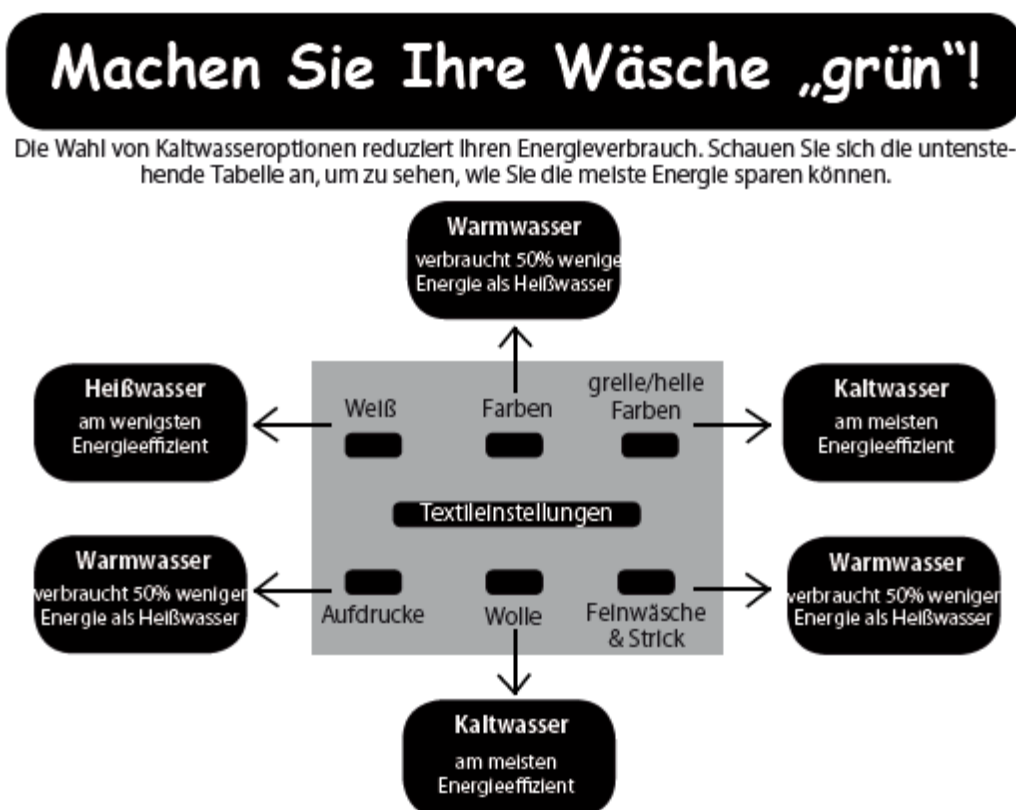 Machen Sie Ihre Wäsche „grün“!
Die Wahl von Kaltwasseroptionen reduziert Ihren Energieverbrauch. Schauen Sie sich die untenste-
hende Tabelle an, um zu sehen, wie Sie die meiste Energie sparen können.
Warmwasser
verbraucht 50% wenige
Energie als Heißwasser
Heißwasser
am wenigsten
Energieeffizient
Weiß
Farben
grelle/helle
Farben
Kaltwasser
am meisten
Energieeffizient
Textileinstellungen
Warmwasser
verbraucht 50% weniger
Energie als Heißwasser
Aufdrucke
Wolle
Feinwäsche
& Strick
Warmwasser
verbraucht 50% weniger
Energie als Heißwasser
Kaltwasser
am meisten
Energieeffizient